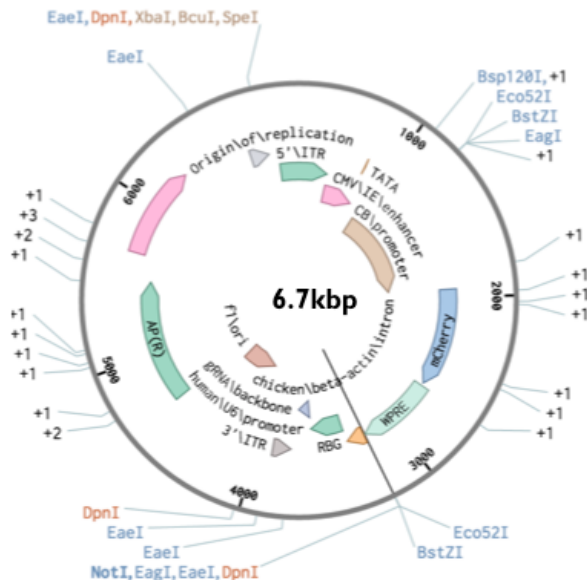 EaeI,DpnI,XbaI,BcuI,SpeI
EaeI
Bsp120I,+1
Eco52I
BstZI
EagI
+1
1000
Origin\of\replication
5'\ITR
TATA
CMV\IE\enhancer
CB\promoter
6000
+1
+3
+2
+1
+1
+1
+1
+1
2000
6.7kbp
mCherry
chicken\beta-actin\intron
f1\ori
AP(R)
+1
+1
+1
5000
gRNA\backbone
human\U6\promoter
3'\ITR
RBG
WPRE
+1
+1
+1
+1
+2
3000
4000
DpnI
EaeI
EaeI
NotI,EagI,EaeI,DpnI
Eco52I
BstZI